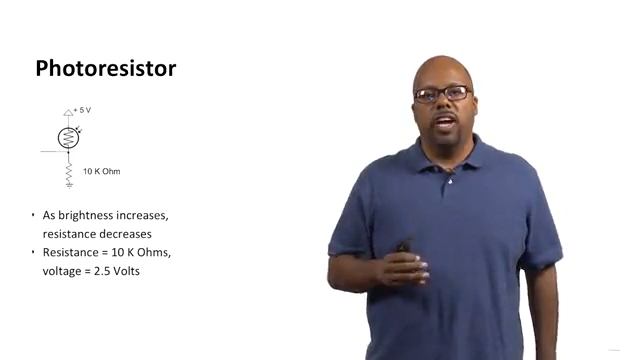 Photoresistor
+ 5 V
10 K Ohm
· As brightness increases,
resistance decreases
· Resistance = 10 K Ohms,
voltage = 2.5 Volts